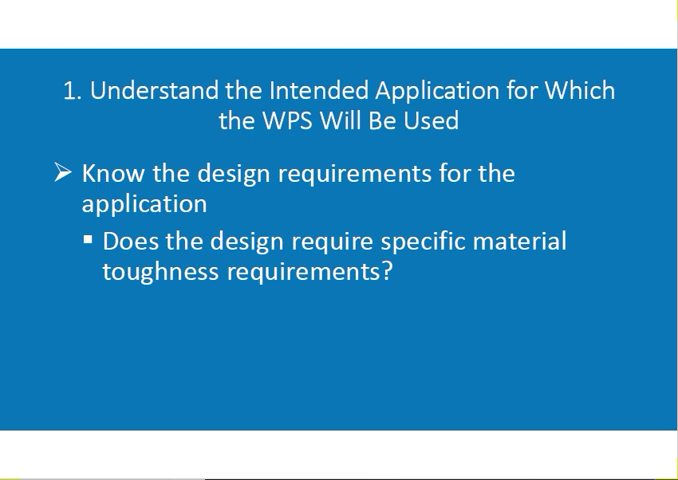 1. Understand the Intended Application for Which
the WPS Will Be Used
➢ Know the design requirements for the
application
▪ Does the design require specific material
toughness requirements?